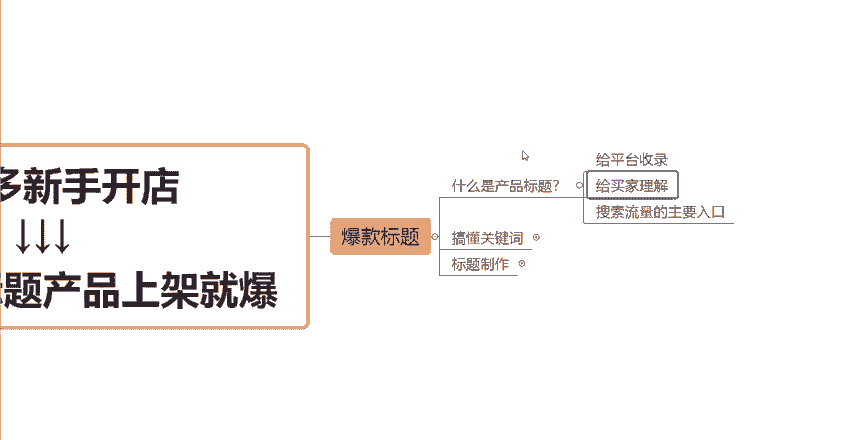 多新手开店
↓↓↓
题产品上架就爆
爆款标题
什么是产品标题？
给平台收录
给买家理解
搜索流量的主要入口
搞懂关键词
标题制作